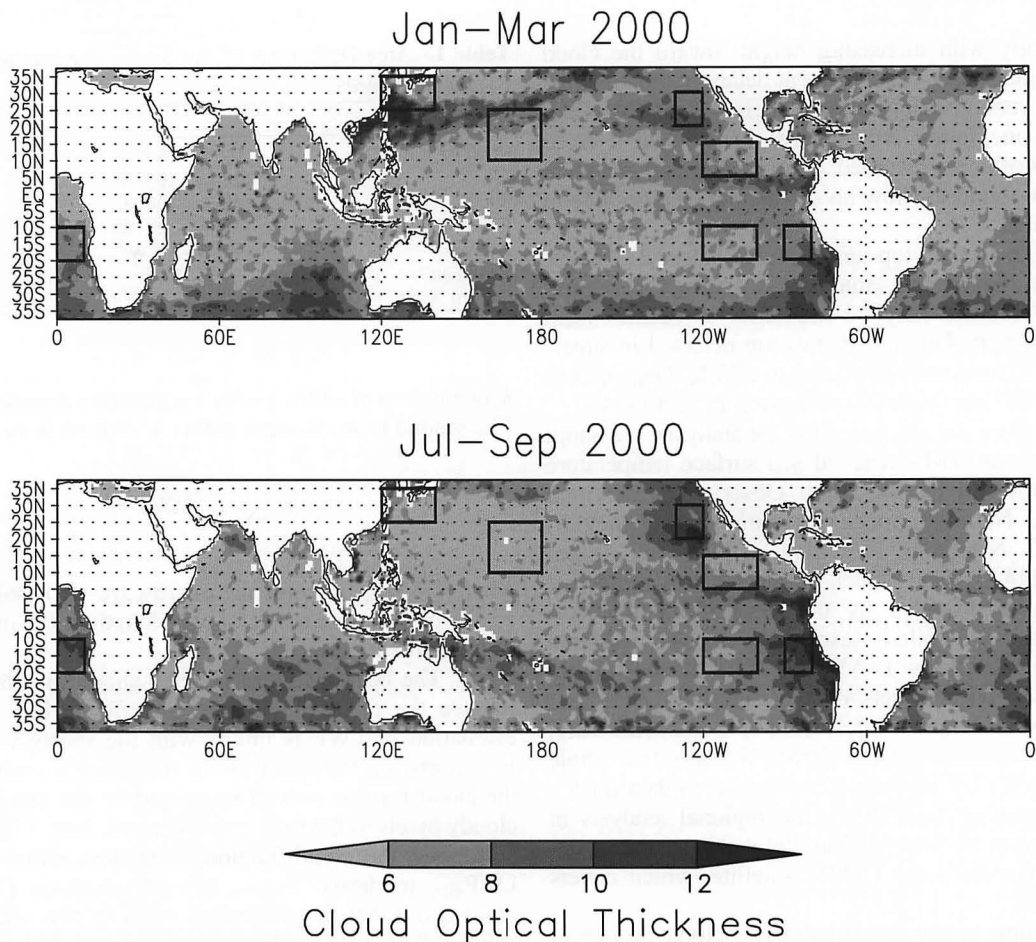 Jan-Mar 2000
35N
30N
25N
20N
15N
10N
5N
EQ
5S
10S
15S
20S
25S
30S
35S
0 60E 120E 180 120W 60W 0
Jul-Sep 2000
35N
30N
25N
20N
15N
10N
5N
EQ
5S
10S
15S
20S
25S
30S
35S
0 60E 120E 180 120W 60W 0
6 8 10 12
Cloud Optical Thickness